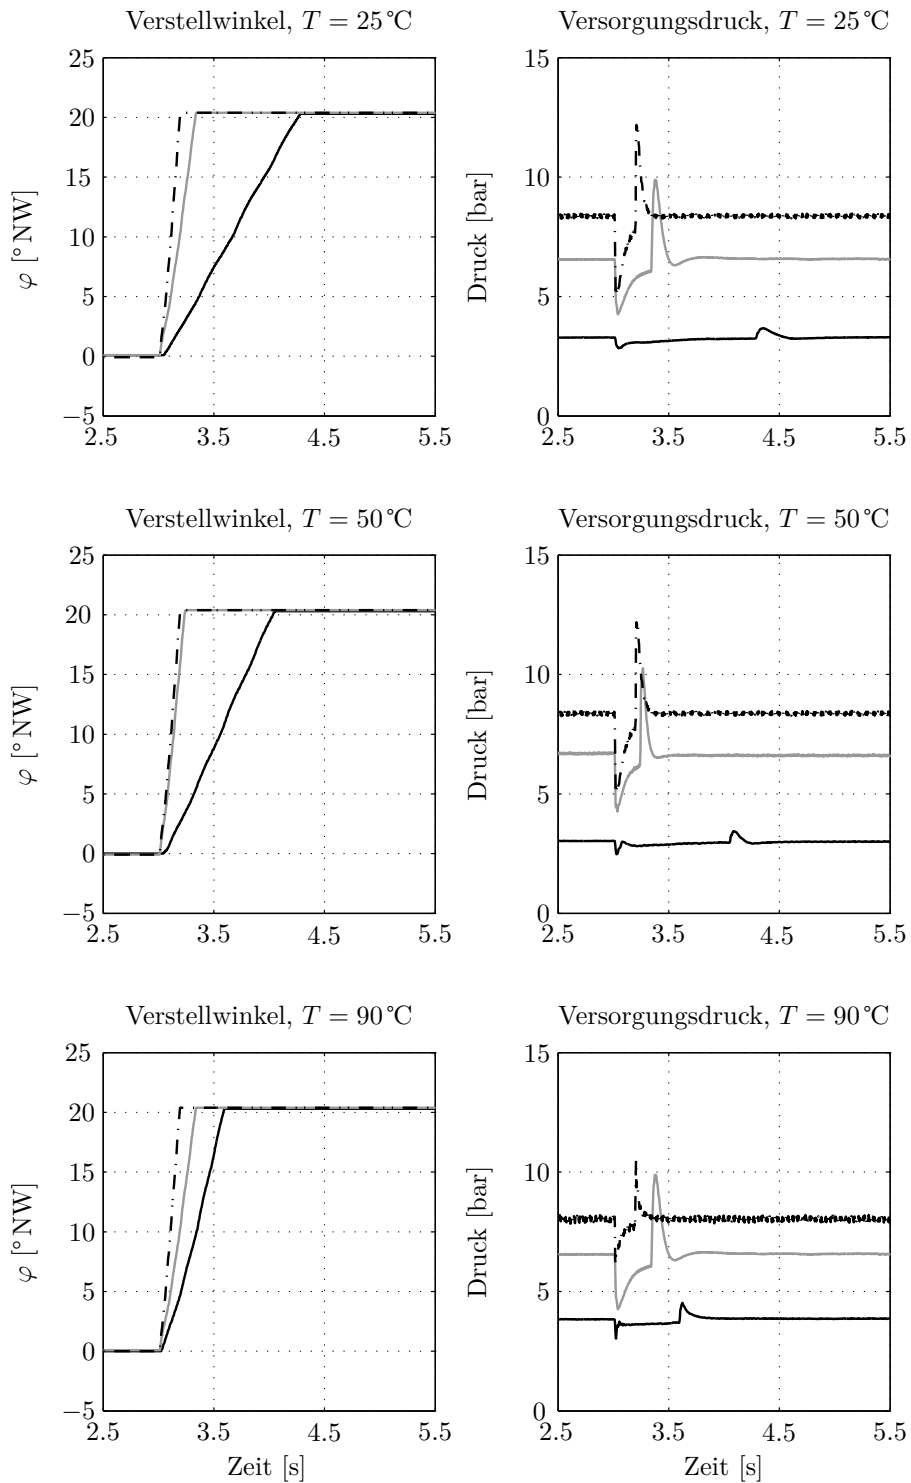 Verstellwinkel, T = 25 °C
Versorgungsdruck, T = 25 °C
25
20
15
10
5
0
−5
φ [° NW]
2.5 3.5 4.5 5.5
15
10
5
0
Druck [bar]
2.5 3.5 4.5 5.5
Verstellwinkel, T = 50 °C
Versorgungsdruck, T = 50 °C
25
20
15
10
5
0
−5
φ [° NW]
2.5 3.5 4.5 5.5
15
10
5
0
Druck [bar]
2.5 3.5 4.5 5.5
Verstellwinkel, T = 90 °C
Versorgungsdruck, T = 90 °C
25
20
15
10
5
0
−5
φ [° NW]
2.5 3.5 4.5 5.5
Zeit [s]
15
10
5
0
Druck [bar]
2.5 3.5 4.5 5.5
Zeit [s]